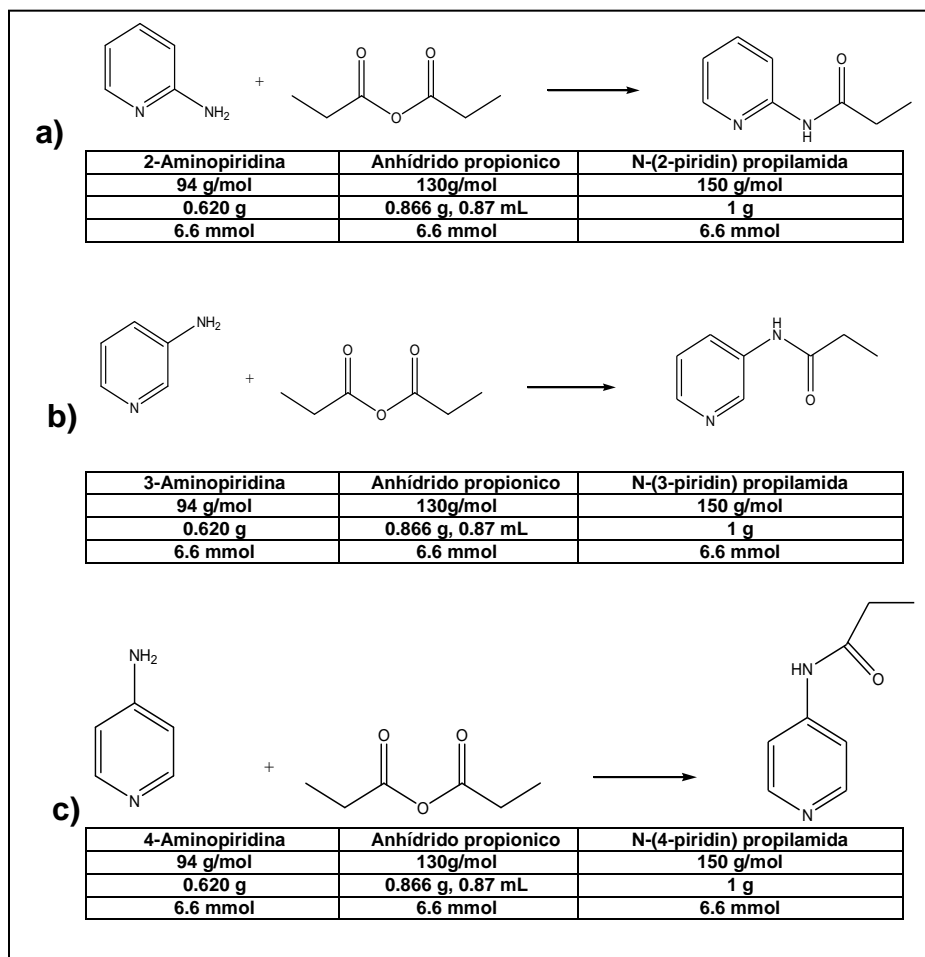 N
NH2
+
O
O
O
N
N
H
O
a)
2-Aminopiridina Anhídrido propionico N-(2-piridin) propilamida
94 g/mol 130g/mol 150 g/mol
0.620 g 0.866 g, 0.87 mL 1 g
6.6 mmol 6.6 mmol 6.6 mmol
NH2
N
+
O
O
O
H
N
O
N
b)
3-Aminopiridina Anhídrido propionico N-(3-piridin) propilamida
94 g/mol 130g/mol 150 g/mol
0.620 g 0.866 g, 0.87 mL 1 g
6.6 mmol 6.6 mmol 6.6 mmol
NH2
N
+
O
O
O
HN
O
N
c)
4-Aminopiridina Anhídrido propionico N-(4-piridin) propilamida
94 g/mol 130g/mol 150 g/mol
0.620 g 0.866 g, 0.87 mL 1 g
6.6 mmol 6.6 mmol 6.6 mmol